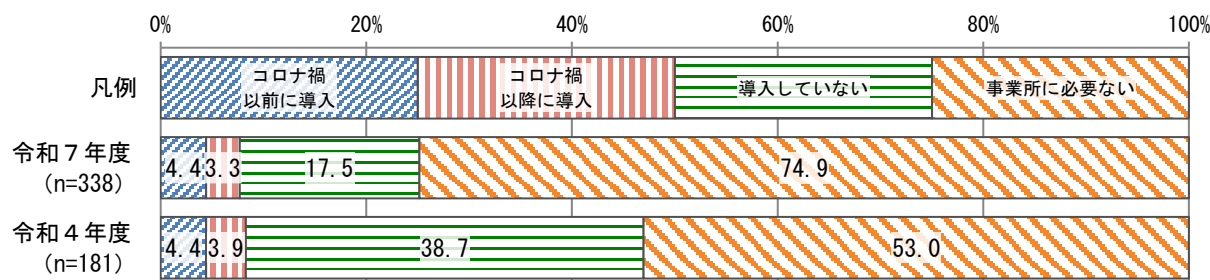 0% 20% 40% 60% 80% 100%
凡例
コロナ禍
以前に導入
コロナ禍
以降に導入
導入していない
事業所に必要ない
令和７年度
(n=338)
4.4 3.3 17.5 74.9
令和４年度
(n=181)
4.4 3.9 38.7 53.0